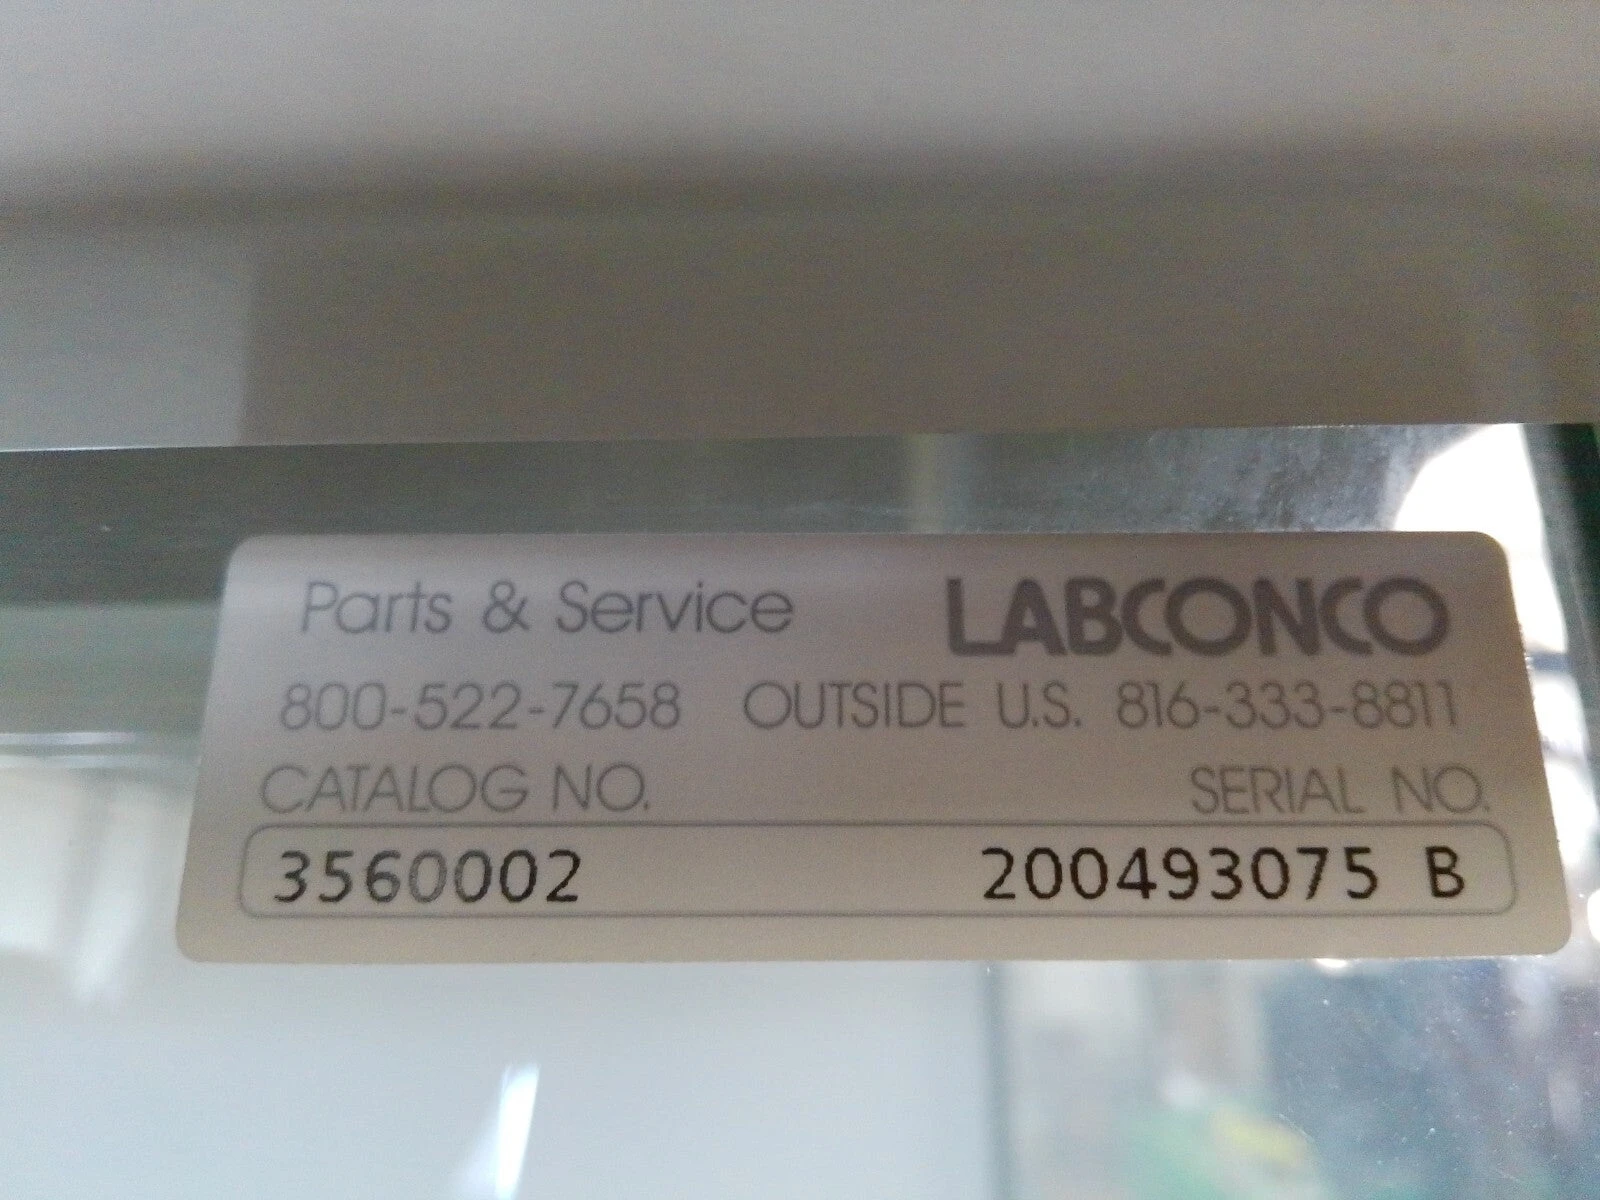 Parts & Service LABCONCO
800-522-7658 OUTSIDE U.S. 816-333-8811
CATALOG NO. SERIAL NO.
3560002 200493075 B